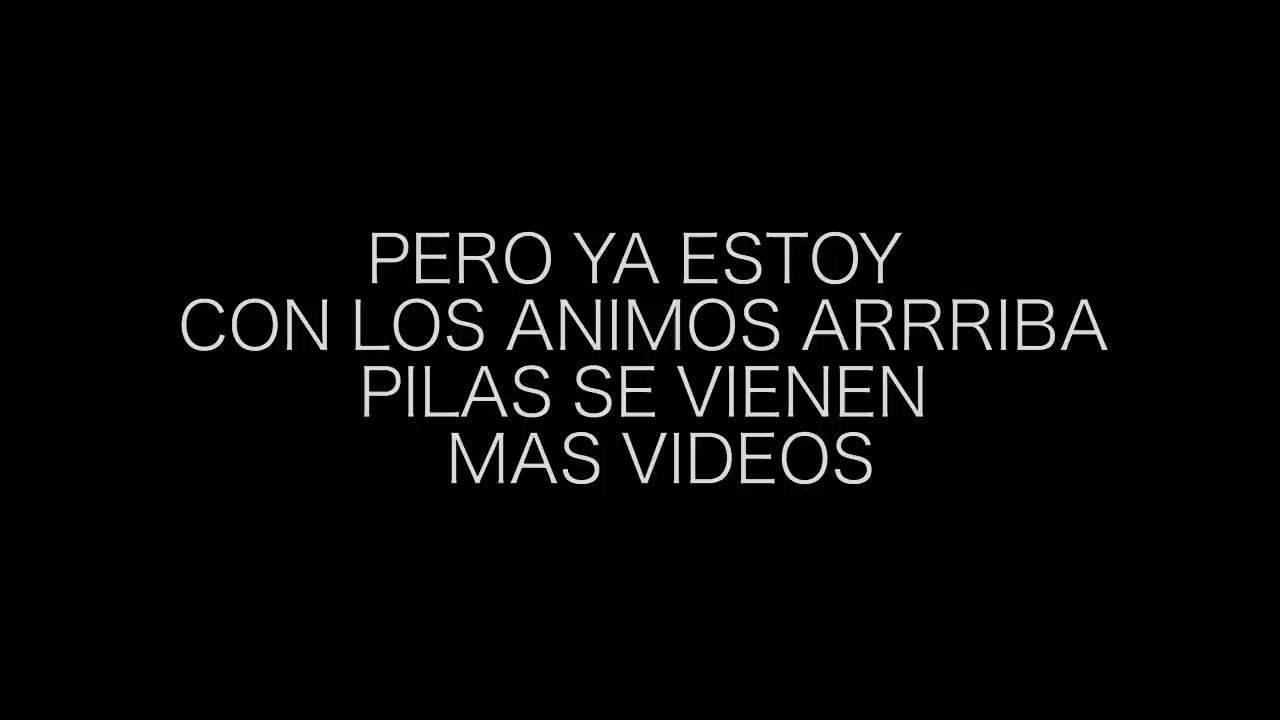 PERO YA ESTOY
CON LOS ANIMOS ARRRIBA
PILAS SE VIENEN
MAS VIDEOS